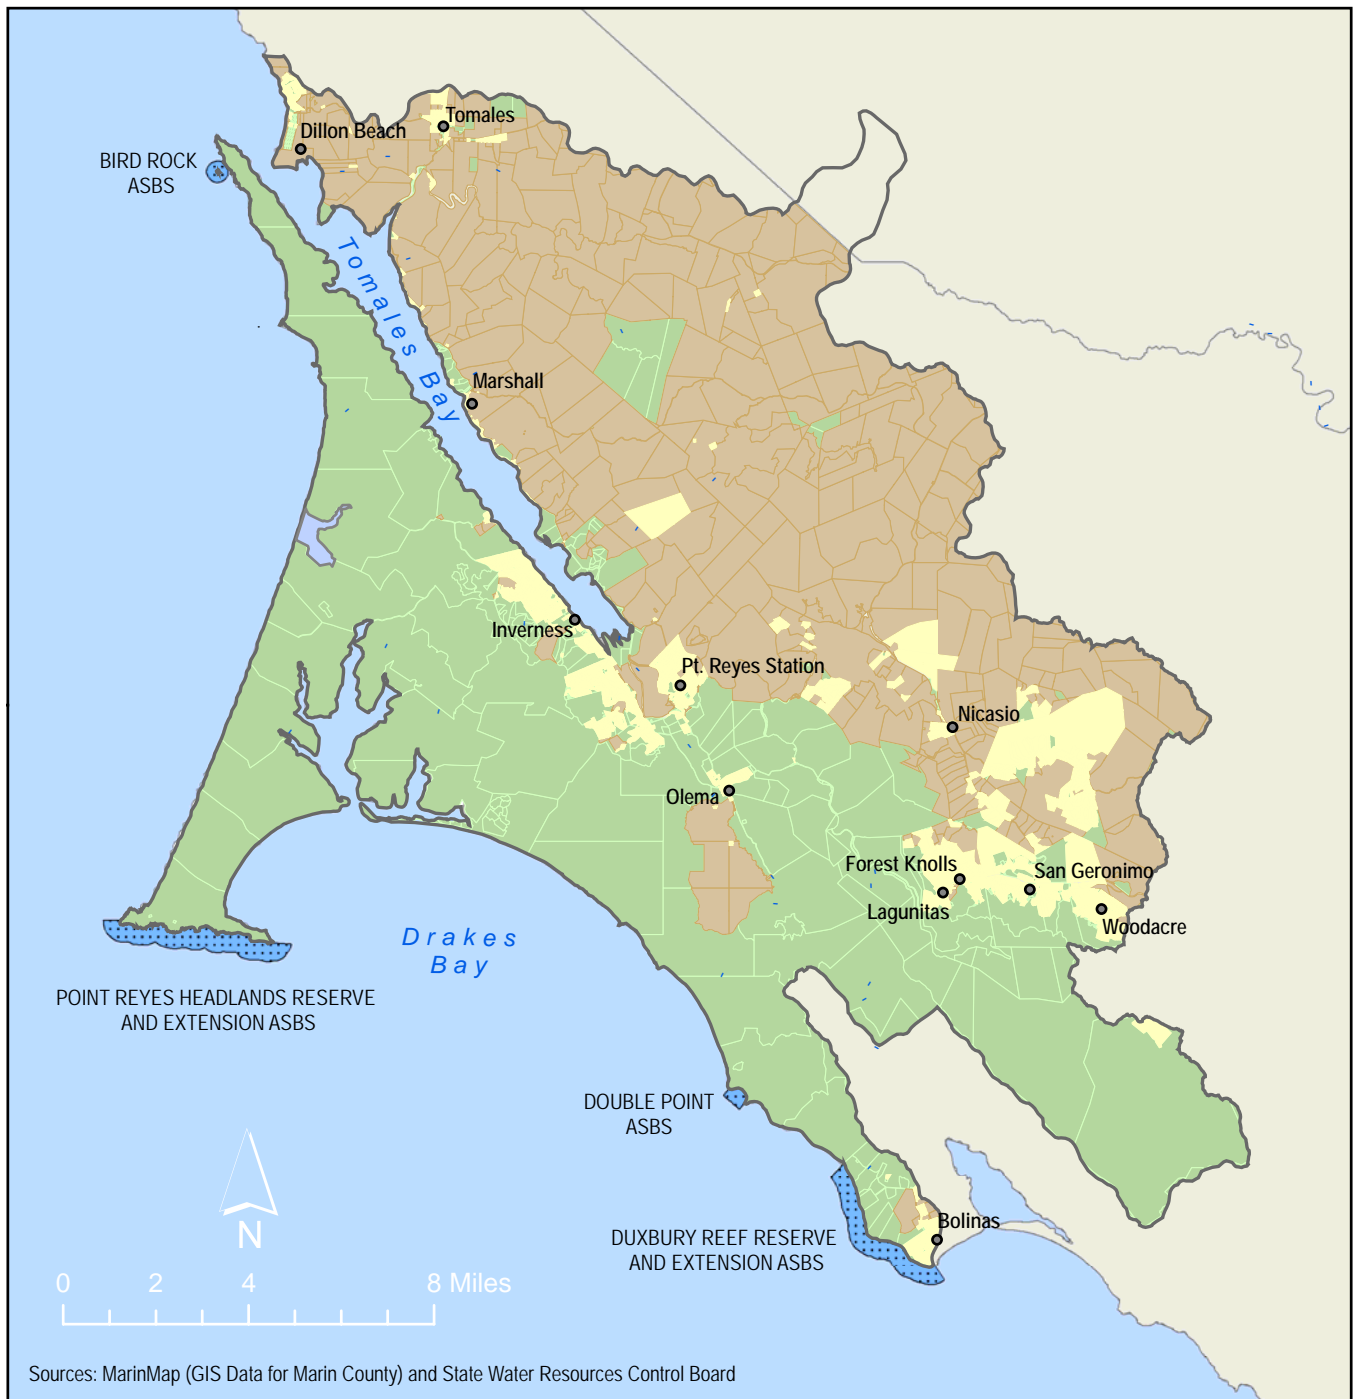 Tomales
Dillon Beach
BIRD ROCK
ASBS
Tomales Bay
Marshall
Inverness
Pt. Reyes Station
Nicasio
Olema
Forest Knolls
San Geronimo
Lagunitas
Woodacre
Drakes
Bay
POINT REYES HEADLANDS RESERVE
AND EXTENSION ASBS
DOUBLE POINT
ASBS
Bolinas
DUXBURY REEF RESERVE
AND EXTENSION ASBS
N
0 2 4 8 Miles
Sources: MarinMap (GIS Data for Marin County) and State Water Resources Control Board